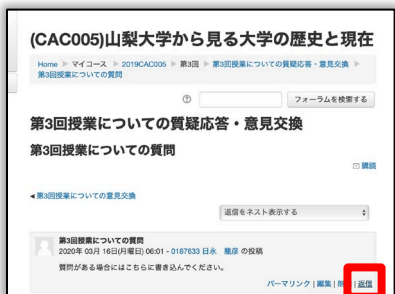 (CAC005)山梨大学から見る大学の歴史と現在
Home ▶ マイコース ▶ 2019CAC005 ▶ 第3回 ▶ 第3回授業についての質疑応答・意見交換 ▶
第3回授業についての質問
フォーラムを検索する
第3回授業についての質疑応答・意見交換
第3回授業についての質問
購読
◀ 第3回授業についての意見交換
返信をネスト表示する
第3回授業についての質問
2020年 03月 16日(月曜日) 06:01 - 0187633 日永 龍彦 の投稿
質問がある場合にはこちらに書き込んでください。
パーマリンク | 編集 | 削 | 返信